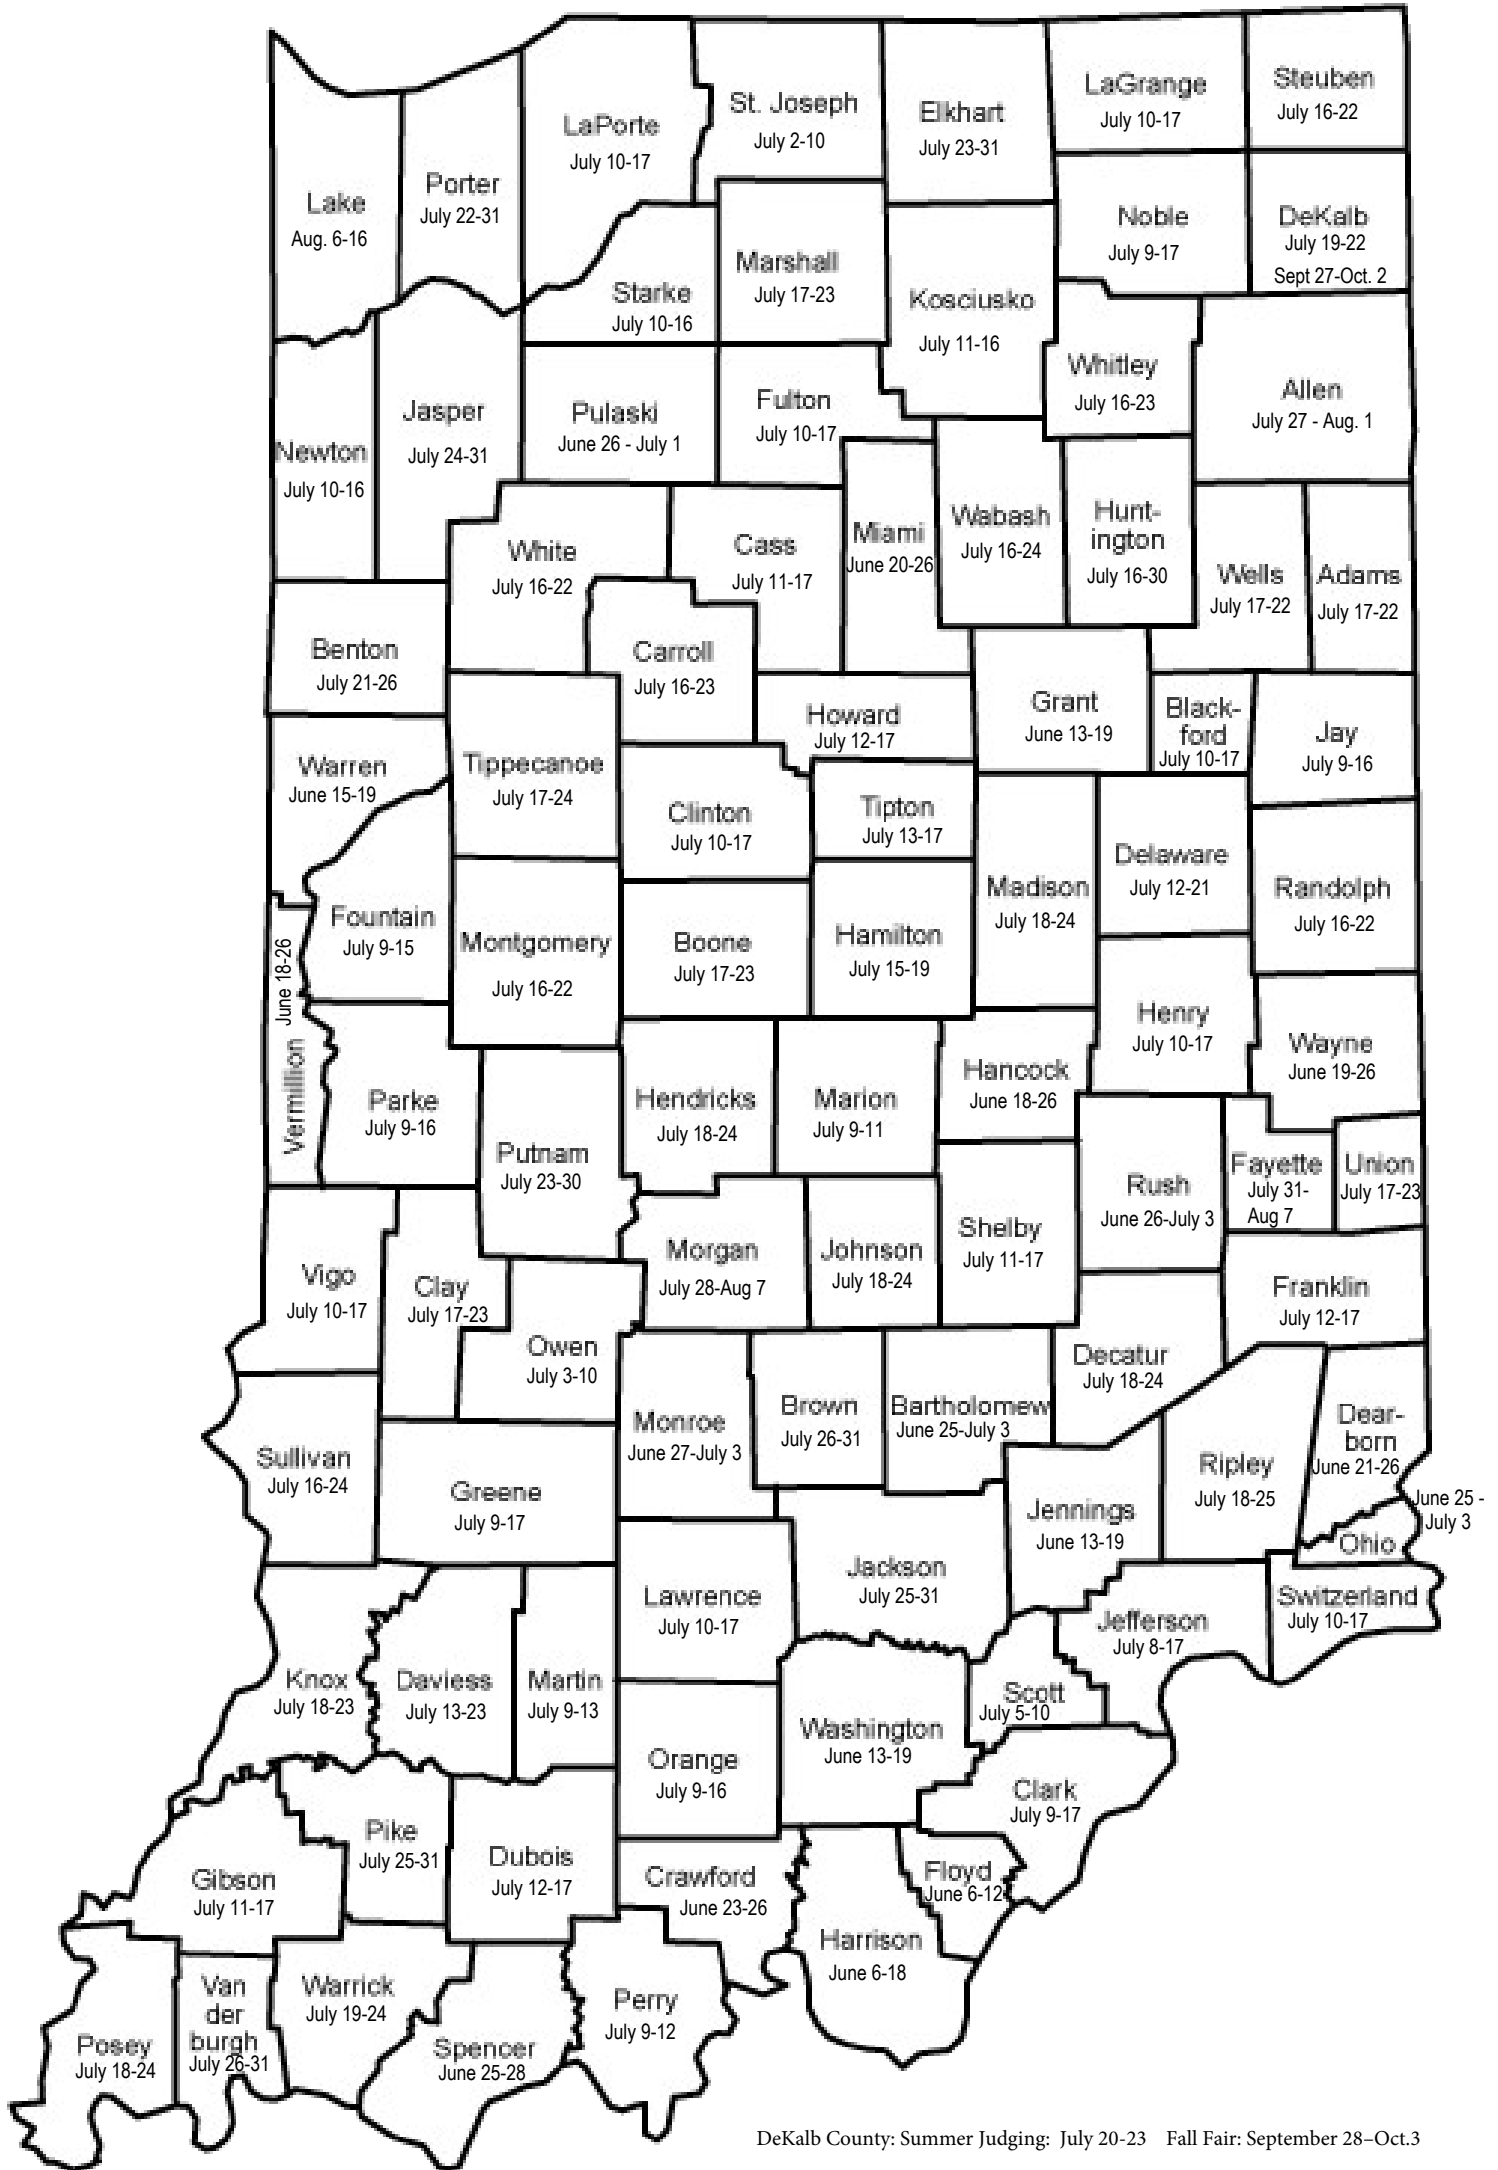 LaGrange
July 10-17
Steuben
July 16-22
St. Joseph
July 2-10
Elkhart
July 23-31
LaPorte
July 10-17
Porter
July 22-31
Lake
Aug. 6-16
Noble
July 9-17
DeKalb
July 19-22
Sept 27-Oct. 2
Marshall
July 17-23
Starke
July 10-16
Kosciusko
July 11-16
Whitley
July 16-23
Allen
July 27 - Aug. 1
Newton
July 10-16
Jasper
July 24-31
Pulaski
June 26 - July 1
Fulton
July 10-17
White
July 16-22
Cass
July 11-17
Miami
June 20-26
Wabash
July 16-24
Hunt-
ington
July 16-30
Wells
July 17-22
Adams
July 17-22
Benton
July 21-26
Carroll
July 16-23
Howard
July 12-17
Grant
June 13-19
Black-
ford
July 10-17
Jay
July 9-16
Warren
June 15-19
Tippecanoe
July 17-24
Clinton
July 10-17
Tipton
July 13-17
Madison
July 18-24
Delaware
July 12-21
Randolph
July 16-22
Fountain
July 9-15
Montgomery
July 16-22
Boone
July 17-23
Hamilton
July 15-19
Vermillion
June 18-26
Henry
July 10-17
Wayne
June 19-26
Parke
July 9-16
Putnam
July 23-30
Hendricks
July 18-24
Marion
July 9-11
Hancock
June 18-26
Rush
June 26-July 3
Fayette
July 31-
Aug 7
Union
July 17-23
Vigo
July 10-17
Clay
July 17-23
Morgan
July 28-Aug 7
Johnson
July 18-24
Shelby
July 11-17
Franklin
July 12-17
Owen
July 3-10
Monroe
June 27-July 3
Brown
July 26-31
Bartholomew
June 25-July 3
Decatur
July 18-24
Dear-
born
June 21-26
Sullivan
July 16-24
Greene
July 9-17
Jennings
June 13-19
Ripley
July 18-25
June 25 -
July 3
Ohio
Lawrence
July 10-17
Jackson
July 25-31
Jefferson
July 8-17
Switzerland
July 10-17
Knox
July 18-23
Daviess
July 13-23
Martin
July 9-13
Scott
July 5-10
Washington
June 13-19
Orange
July 9-16
Clark
July 9-17
Pike
July 25-31
Dubois
July 12-17
Gibson
July 11-17
Crawford
June 23-26
Floyd
June 6-12
Harrison
June 6-18
Van
der
burgh
July 26-31
Warrick
July 19-24
Perry
July 9-12
Posey
July 18-24
Spencer
June 25-28
DeKalb County: Summer Judging: July 20-23 Fall Fair: September 28–Oct.3